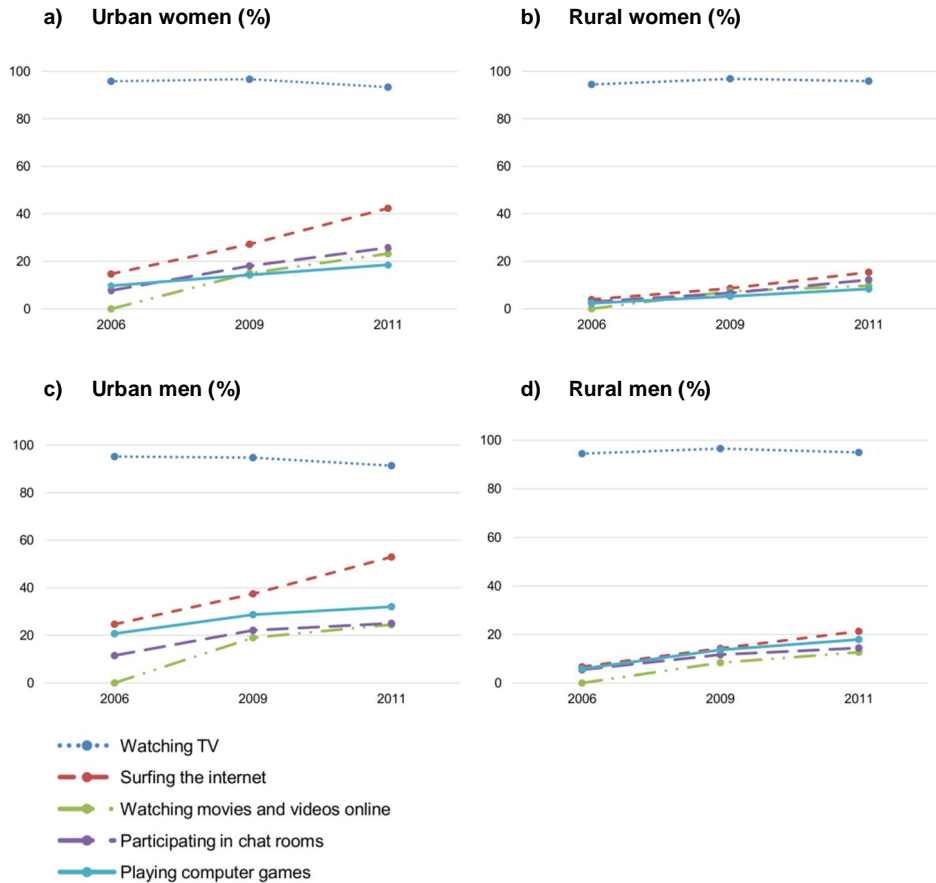 a) Urban women (%)
100
80
60
40
20
0
2006 2009 2011
b) Rural women (%)
100
80
60
40
20
0
2006 2009 2011
c) Urban men (%)
100
80
60
40
20
0
2006 2009 2011
d) Rural men (%)
100
80
60
40
20
0
2006 2009 2011
Watching TV
Surfing the internet
Watching movies and videos online
Participating in chat rooms
Playing computer games